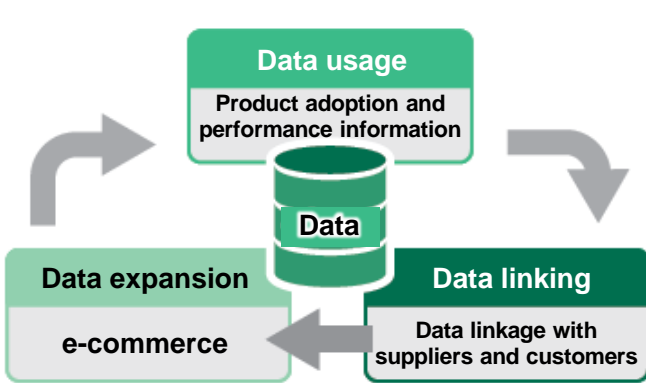 Data usage
Product adoption and
performance information
Data
Data expansion
e-commerce
Data linking
Data linkage with
suppliers and customers